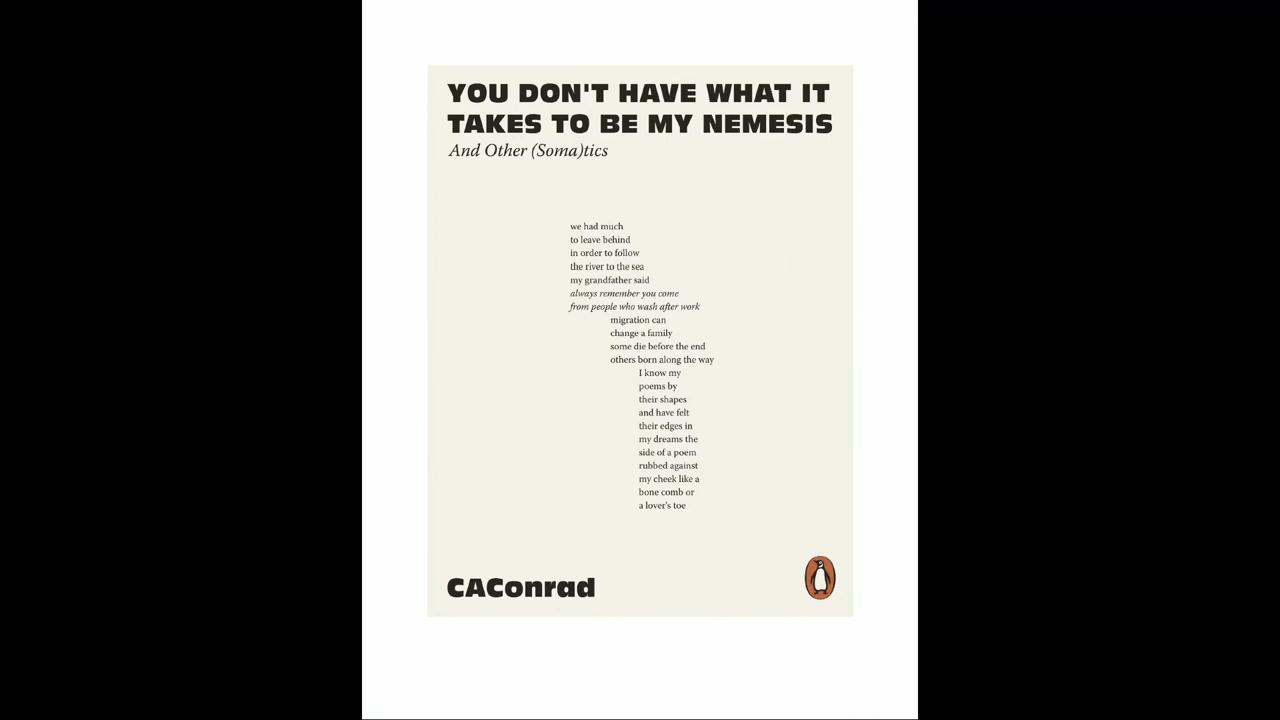 YOU DON'T HAVE WHAT IT
TAKES TO BE MY NEMESIS
And Other (Soma)tics
we had much
to leave behind
in order to follow
the river to the sea
my grandfather said
always remember you come
from people who wash after work
migration can
change a family
some die before the end
others born along the way
I know my
poems by
their shapes
and have felt
their edges in
my dreams the
side of a poem
rubbed against
my cheek like a
bone comb or
a lover's toe
CAConrad